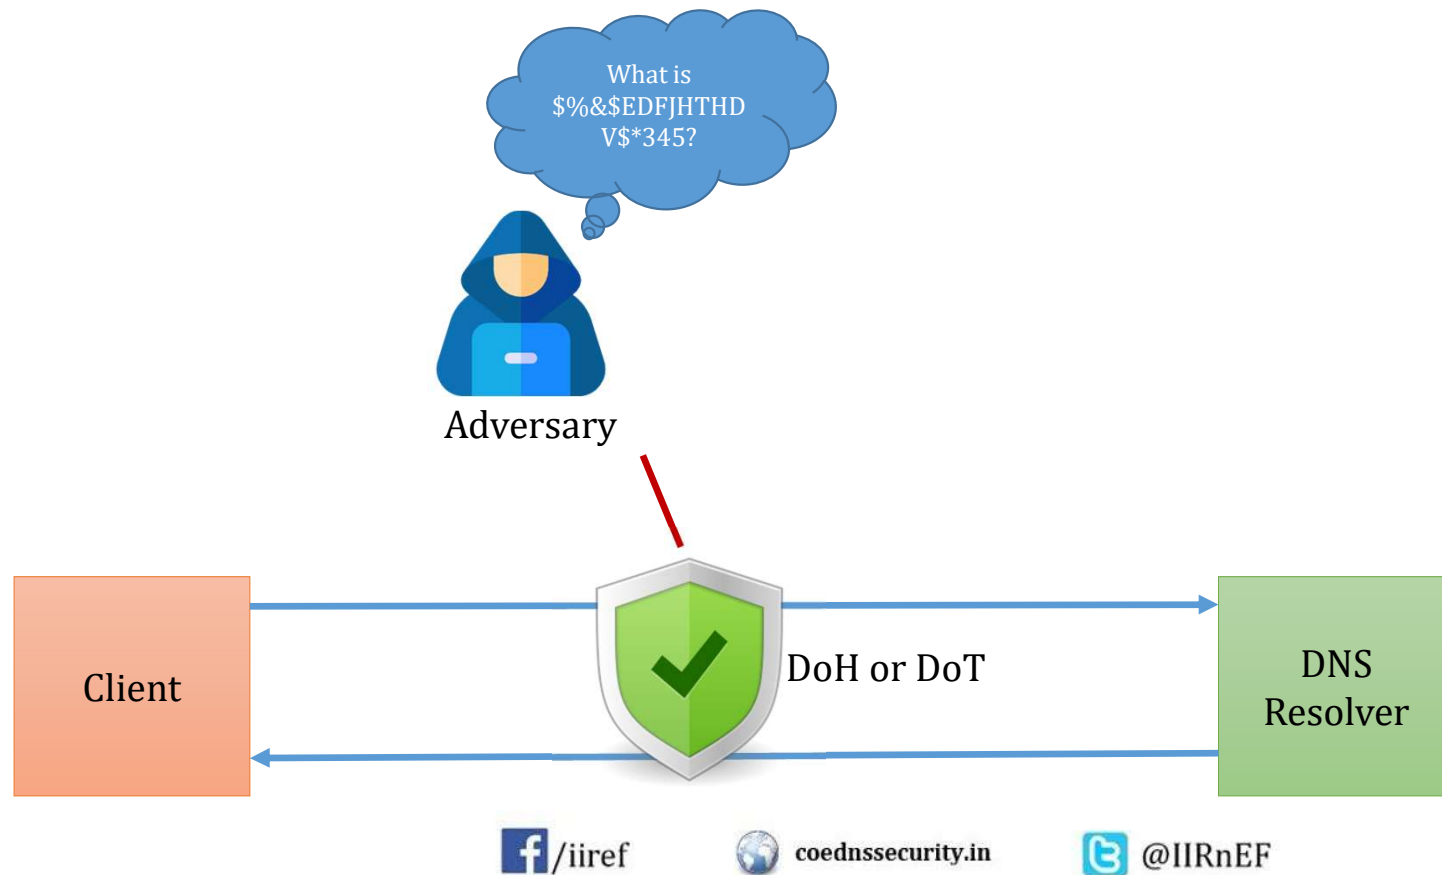 What is
$%&$EDFJHTHD
V$*345?
Adversary
Client
DoH or DoT
DNS
Resolver
/iiref
coednssecurity.in
@IIRnEF